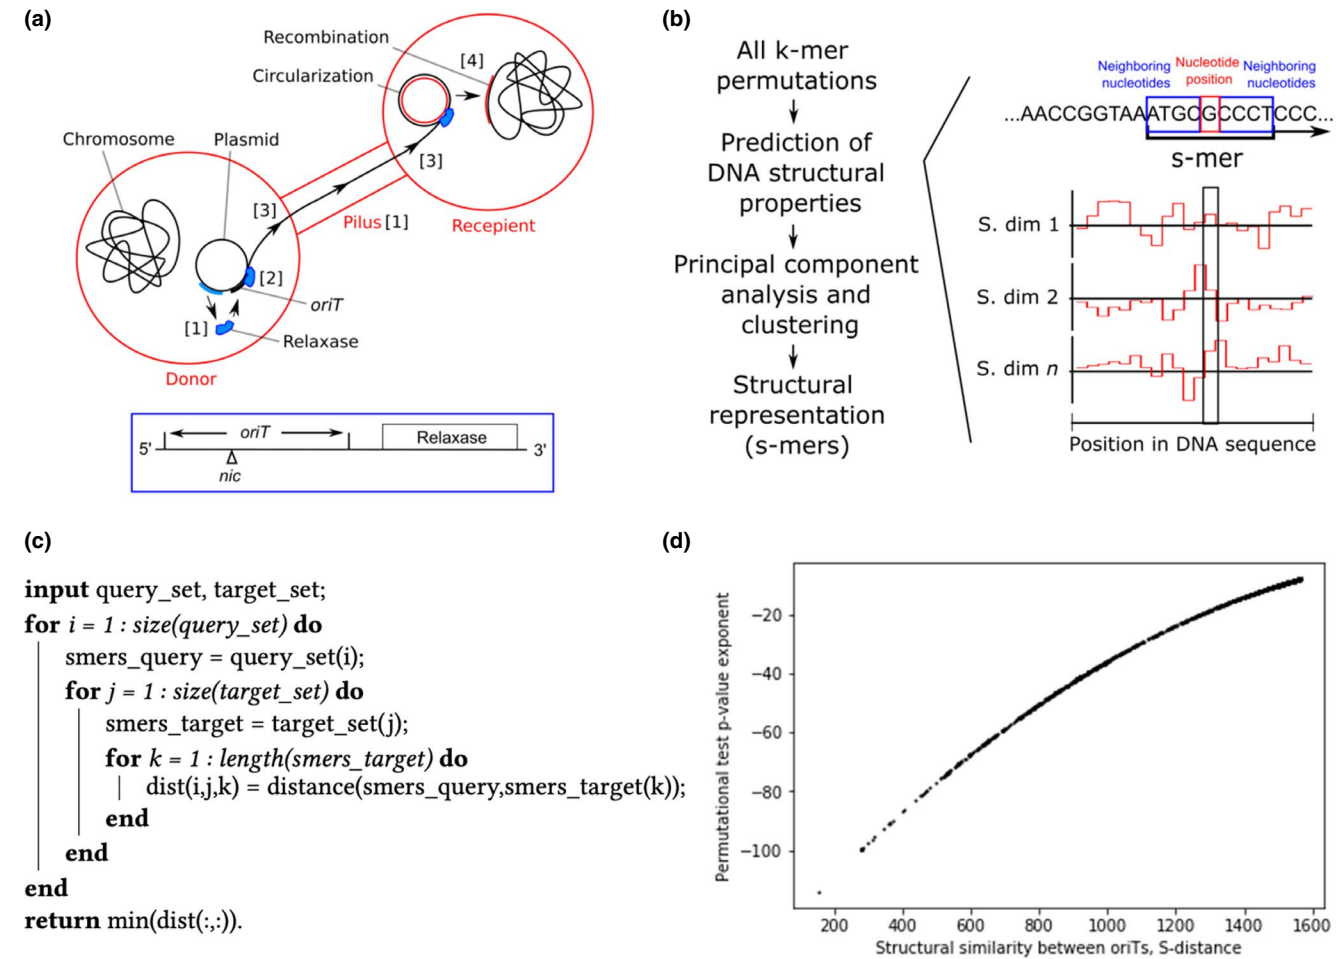 (a)
Recombination
[4]
Circularization
Chromosome
Plasmid
[3]
[3]
Pilus [1]
Recepient
[2]
oriT
[1]
Relaxase
Donor
oriT
Relaxase
5'
3'
nic
(b)
All k-mer
permutations
Prediction of
DNA structural
properties
Principal component
analysis and
clustering
Structural
representation
(s-mers)
Neighboring
nucleotides
Nucleotide
position
Neighboring
nucleotides
...AACCGGTAAATGCGCCCTCCC...
s-mer
S. dim 1
S. dim 2
S. dim n
Position in DNA sequence
(c)
input query_set, target_set;
for i = 1 : size(query_set) do
smers_query = query_set(i);
for j = 1 : size(target_set) do
smers_target = target_set(j);
for k = 1 : length(smers_target) do
dist(i,j,k) = distance(smers_query,smers_target(k));
end
end
end
return min(dist(:,:)).
(d)
Permutational test p-value exponent
−20
−40
−60
−80
−100
200 400 600 800 1000 1200 1400 1600
Structural similarity between oriTs, S-distance